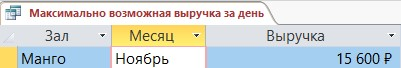 Максимально возможная выручка за день
Зал Месяц Выручка
Манго Ноябрь 15 600 ₽